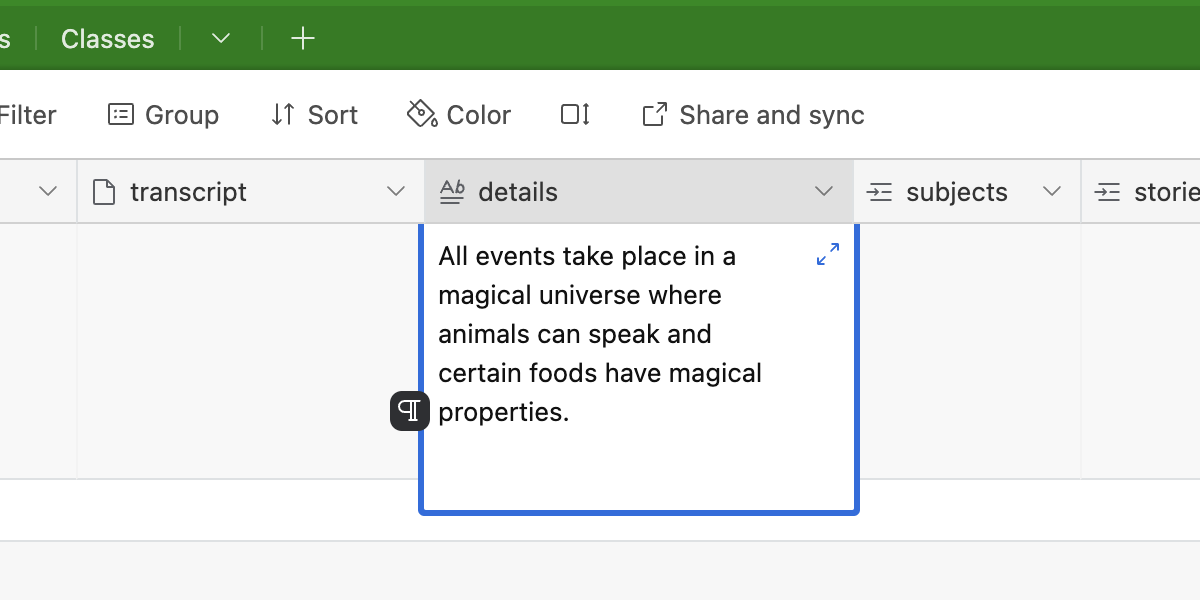 s Classes
Filter Group Sort Color Share and sync
transcript details subjects storie
All events take place in a
magical universe where
animals can speak and
certain foods have magical
properties.